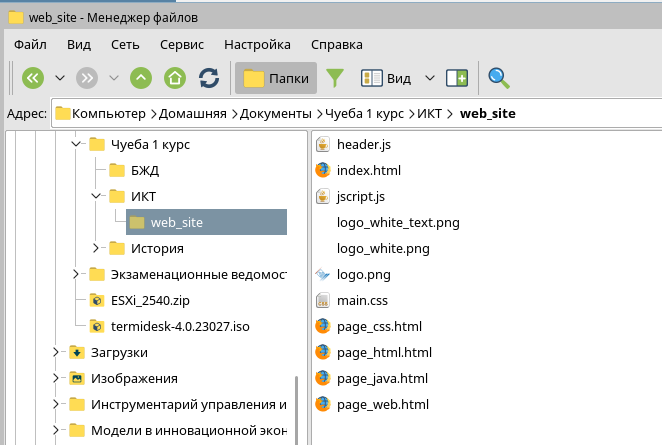 web_site - Менеджер файлов
Файл Вид Сеть Сервис Настройка Справка
Папки Вид
Адрес: Компьютер Домашняя Документы Чуеба 1 курс ИКТ web_site
Чуеба 1 курс
БЖД
ИКТ
web_site
История
Экзаменационные ведомос
ESXi_2540.zip
termidesk-4.0.23027.iso
Загрузки
Изображения
Инструментарий управления и
Модели в инновационной экон
header.js
index.html
jscript.js
logo_white_text.png
logo_white.png
logo.png
main.css
page_css.html
page_html.html
page_java.html
page_web.html